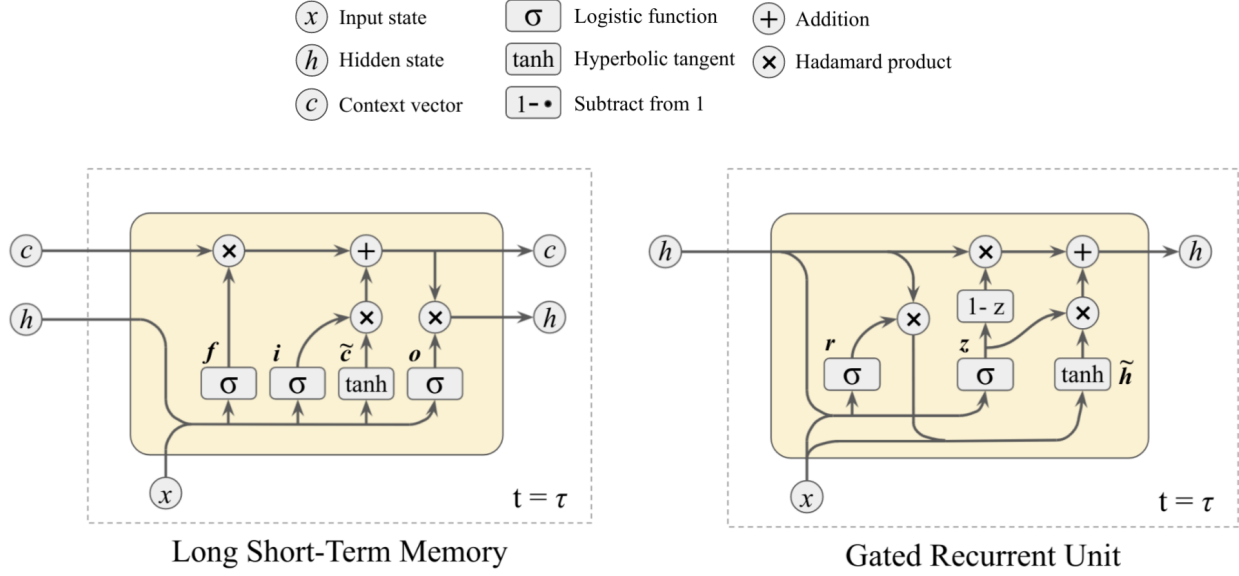 x Input state σ Logistic function + Addition
h Hidden state tanh Hyperbolic tangent × Hadamard product
c Context vector 1-• Subtract from 1
c × + c h h
h × × h × + h
f i c̃ o r 1- z ×
σ σ tanh σ σ z σ tanh h̃
x t = τ x t = τ
Long Short-Term Memory Gated Recurrent Unit